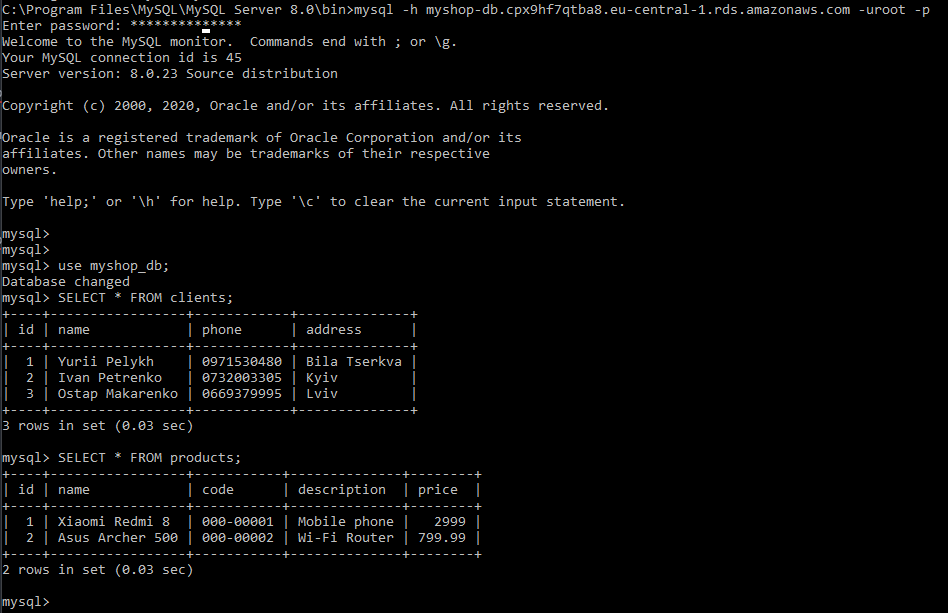 C:\Program Files\MySQL\MySQL Server 8.0\bin>mysql -h myshop-db.cpx9hf7qtba8.eu-central-1.rds.amazonaws.com -uroot -p
Enter password: **************
Welcome to the MySQL monitor.  Commands end with ; or \g.
Your MySQL connection id is 45
Server version: 8.0.23 Source distribution

Copyright (c) 2000, 2020, Oracle and/or its affiliates. All rights reserved.

Oracle is a registered trademark of Oracle Corporation and/or its
affiliates. Other names may be trademarks of their respective
owners.

Type 'help;' or '\h' for help. Type '\c' to clear the current input statement.

mysql>
mysql>
mysql> use myshop_db;
Database changed
mysql> SELECT * FROM clients;
+----+-----------------+------------+--------------+
| id | name            | phone      | address      |
+----+-----------------+------------+--------------+
|  1 | Yurii Pelykh    | 0971530480 | Bila Tserkva |
|  2 | Ivan Petrenko   | 0732003305 | Kyiv         |
|  3 | Ostap Makarenko | 0669379995 | Lviv         |
+----+-----------------+------------+--------------+
3 rows in set (0.03 sec)

mysql> SELECT * FROM products;
+----+-----------------+-----------+--------------+--------+
| id | name            | code      | description  | price  |
+----+-----------------+-----------+--------------+--------+
|  1 | Xiaomi Redmi 8  | 000-00001 | Mobile phone |   2999 |
|  2 | Asus Archer 500 | 000-00002 | Wi-Fi Router | 799.99 |
+----+-----------------+-----------+--------------+--------+
2 rows in set (0.03 sec)

mysql>